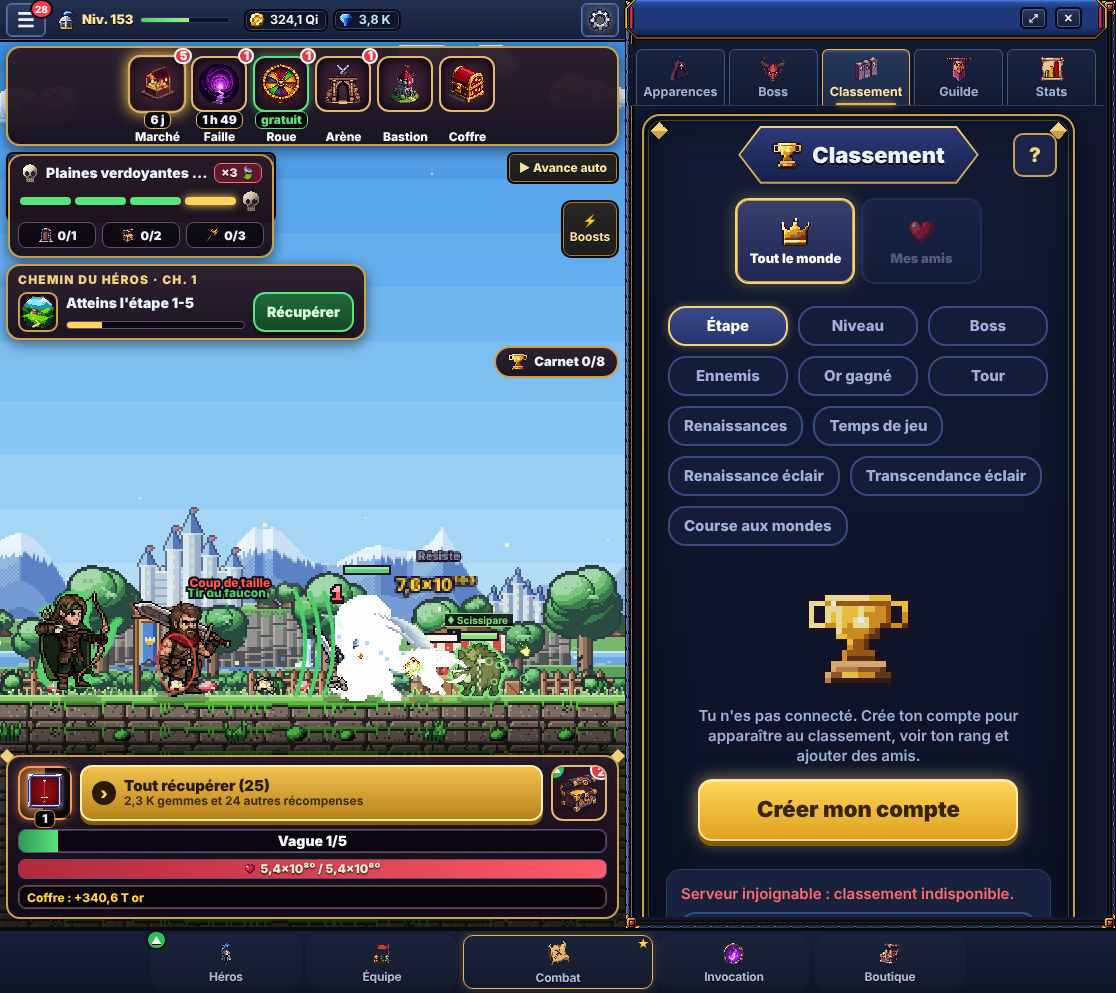 28
Niv. 153
324,1 Qi
3,8 K
5
1
1
1
6 j
1 h 49
gratuit
Marché
Faille
Roue
Arène
Bastion
Coffre
Plaines verdoyantes ...
×3
0/1
0/2
0/3
Avance auto
Boosts
CHEMIN DU HÉROS · CH. 1
Atteins l'étape 1-5
Récupérer
Carnet 0/8
Résiste
Coup de taille
Tir du faucon
1
Scissipare
Tout récupérer (25)
2,3 K gemmes et 24 autres récompenses
1
Vague 1/5
5,4×10⁸⁰ / 5,4×10⁸⁰
Coffre : +340,6 T or
Apparences
Boss
Classement
Guilde
Stats
Classement
?
Tout le monde
Mes amis
Étape
Niveau
Boss
Ennemis
Or gagné
Tour
Renaissances
Temps de jeu
Renaissance éclair
Transcendance éclair
Course aux mondes
Tu n'es pas connecté. Crée ton compte pour
apparaître au classement, voir ton rang et
ajouter des amis.
Créer mon compte
Serveur injoignable : classement indisponible.
Héros
Équipe
Combat
Invocation
Boutique